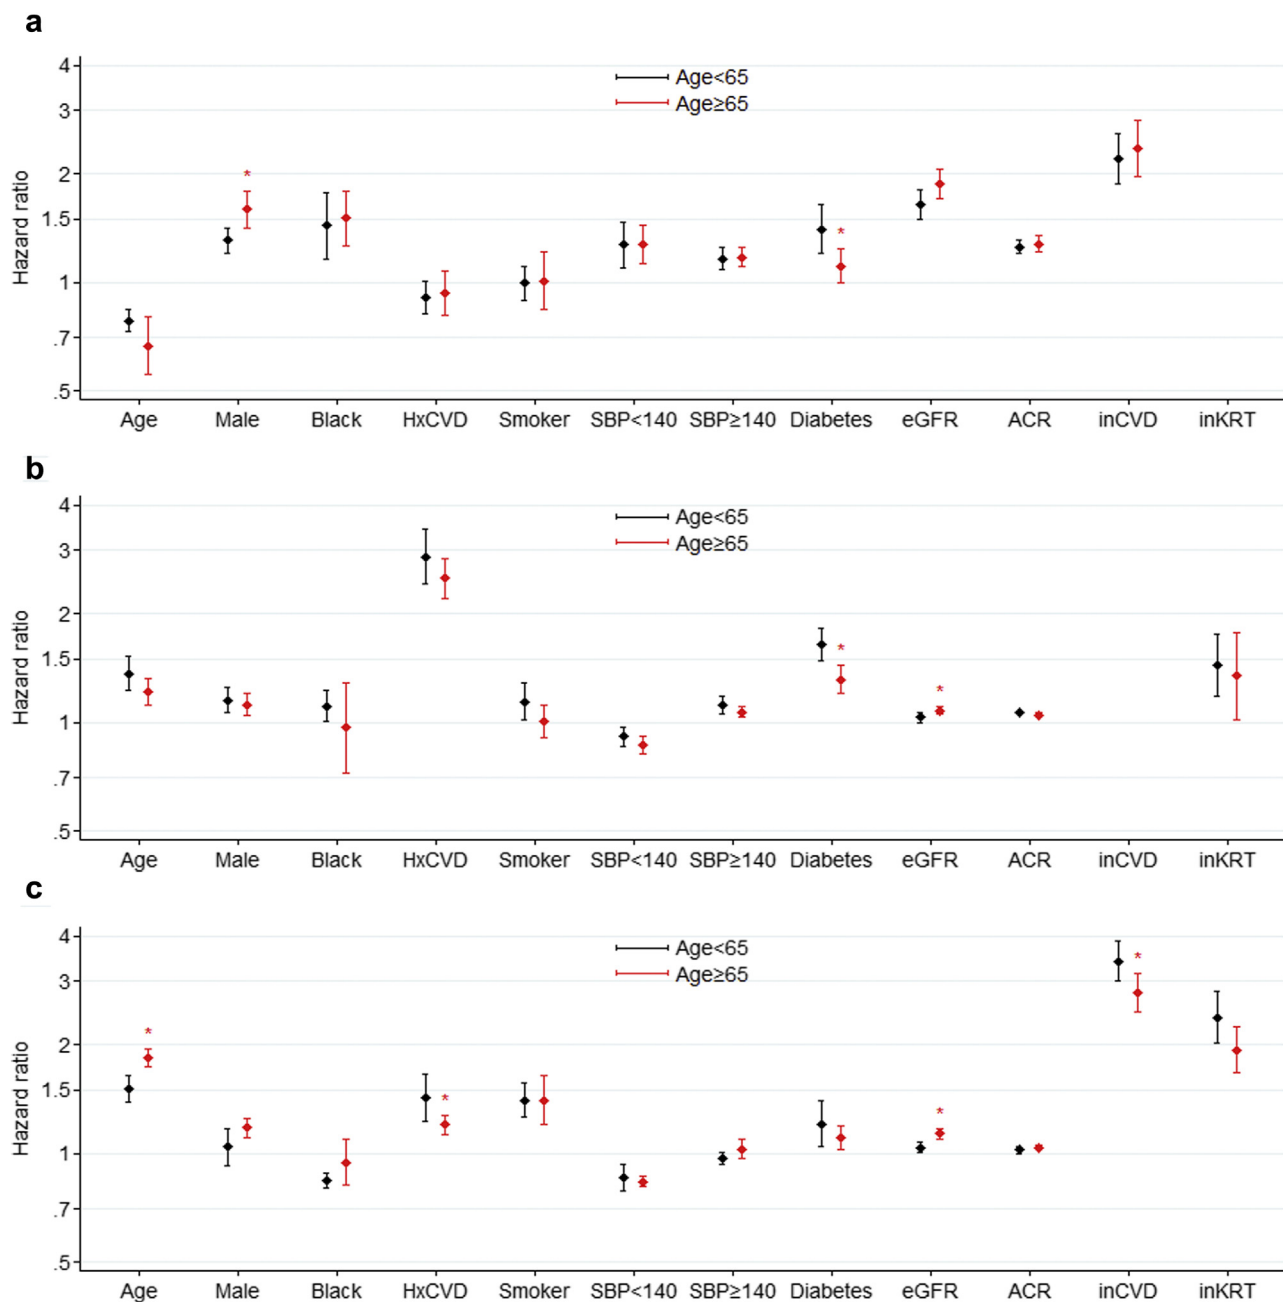 a
Hazard ratio
4
3
2
1.5
1
.7
.5
Age<65
Age≥65
*
*
Age Male Black HxCVD Smoker SBP<140 SBP≥140 Diabetes eGFR ACR inCVD inKRT
b
Hazard ratio
4
3
2
1.5
1
.7
.5
Age<65
Age≥65
*
*
Age Male Black HxCVD Smoker SBP<140 SBP≥140 Diabetes eGFR ACR inCVD inKRT
c
Hazard ratio
4
3
2
1.5
1
.7
.5
Age<65
Age≥65
*
*
*
*
Age Male Black HxCVD Smoker SBP<140 SBP≥140 Diabetes eGFR ACR inCVD inKRT